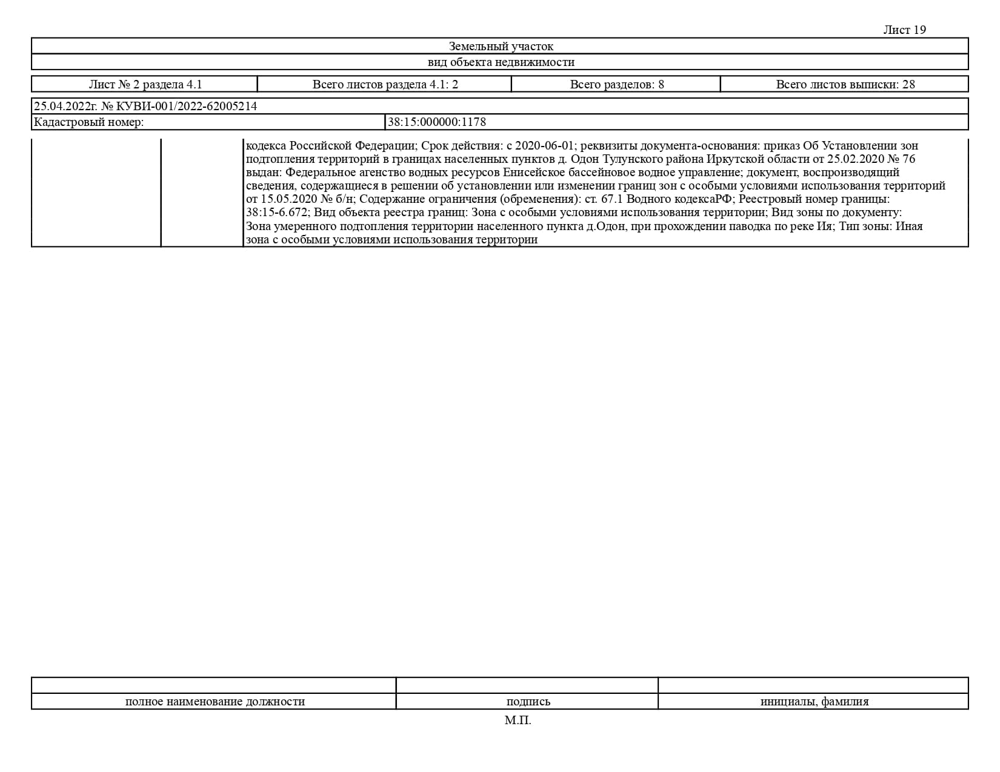 Лист 19
Земельный участок
вид объекта недвижимости
Лист № 2 раздела 4.1 Всего листов раздела 4.1: 2 Всего разделов: 8 Всего листов выписки: 28
25.04.2022г. № КУВИ-001/2022-62005214
Кадастровый номер: 38:15:000000:1178
кодекса Российской Федерации; Срок действия: с 2020-06-01; реквизиты документа-основания: приказ Об Установлении зон
подтопления территорий в границах населенных пунктов д. Одон Тулунского района Иркутской области от 25.02.2020 № 76
выдан: Федеральное агенство водных ресурсов Енисейское бассейновое водное управление; документ, воспроизводящий
сведения, содержащиеся в решении об установлении или изменении границ зон с особыми условиями использования территорий
от 15.05.2020 № б/н; Содержание ограничения (обременения): ст. 67.1 Водного кодексаРФ; Реестровый номер границы:
38:15-6.672; Вид объекта реестра границ: Зона с особыми условиями использования территории; Вид зоны по документу:
Зона умеренного подтопления территории населенного пункта д.Одон, при прохождении паводка по реке Ия; Тип зоны: Иная
зона с особыми условиями использования территории
полное наименование должности подпись инициалы, фамилия
М.П.